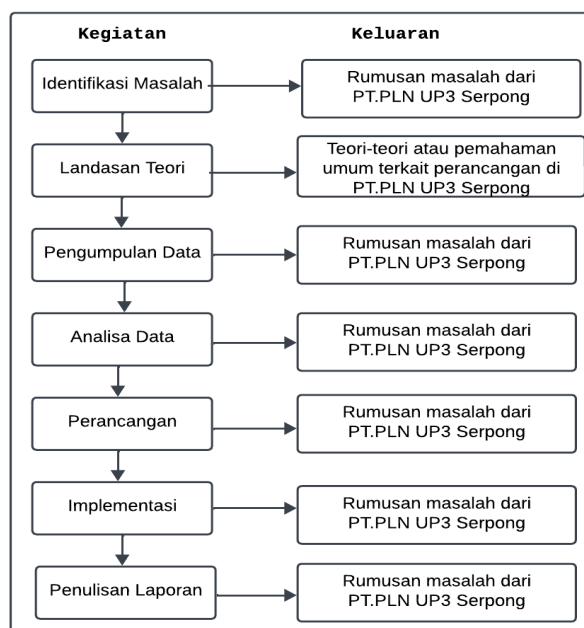 Kegiatan Keluaran
Identifikasi Masalah
Rumusan masalah dari
PT.PLN UP3 Serpong
Landasan Teori
Teori-teori atau pemahaman
umum terkait perancangan di
PT.PLN UP3 Serpong
Pengumpulan Data
Rumusan masalah dari
PT.PLN UP3 Serpong
Analisa Data
Rumusan masalah dari
PT.PLN UP3 Serpong
Perancangan
Rumusan masalah dari
PT.PLN UP3 Serpong
Implementasi
Rumusan masalah dari
PT.PLN UP3 Serpong
Penulisan Laporan
Rumusan masalah dari
PT.PLN UP3 Serpong